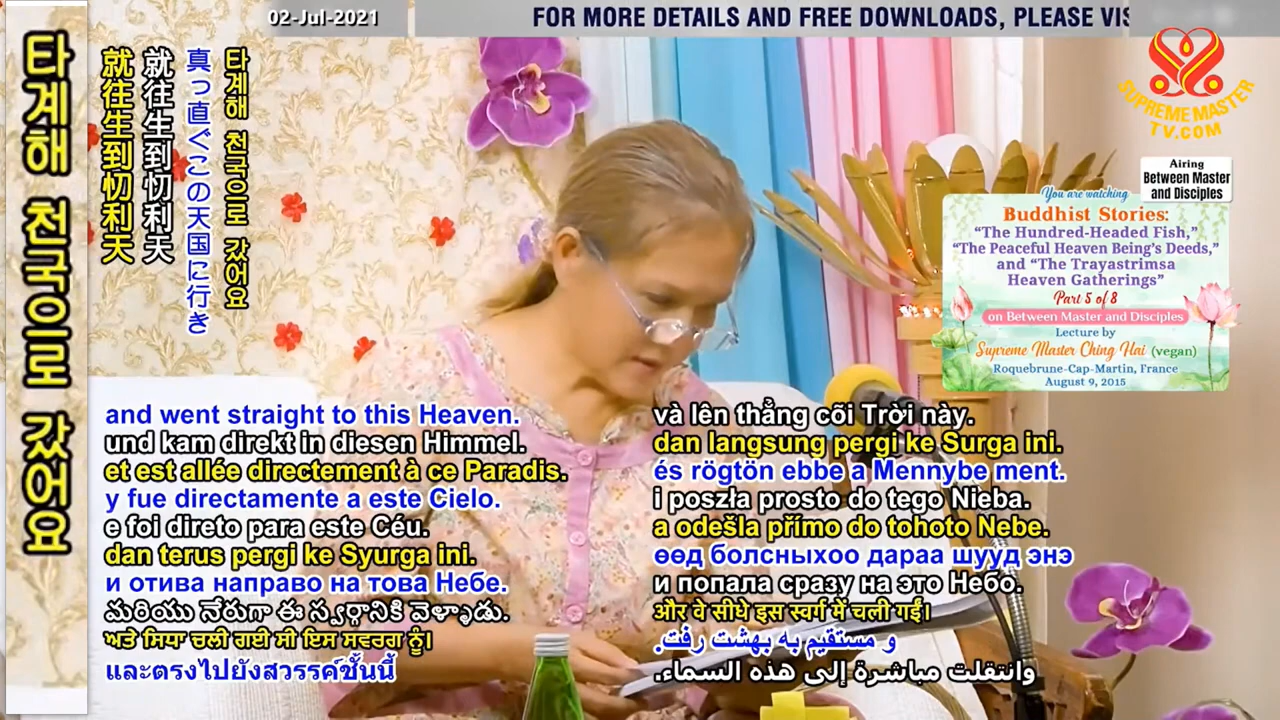 02-Jul-2021
FOR MORE DETAILS AND FREE DOWNLOADS, PLEASE VIS
타계해 천국으로 갔어요
就往生到忉利天
就往生到忉利天
真っ直ぐこの天国に行き
타계해 천국으로 갔어요
SUPREME MASTER
TV.COM
Airing
Between Master
and Disciples
You are watching
Buddhist Stories:
“The Hundred-Headed Fish,”
“The Peaceful Heaven Being’s Deeds,”
and “The Trayastrimsa
Heaven Gatherings”
Part 5 of 8
on Between Master and Disciples
Lecture by
Supreme Master Ching Hai (vegan)
Roquebrune-Cap-Martin, France
August 9, 2015
and went straight to this Heaven.
und kam direkt in diesen Himmel.
et est allée directement à ce Paradis.
y fue directamente a este Cielo.
e foi direto para este Céu.
dan terus pergi ke Syurga ini.
и отива направо на това Небе.
మరియు నేరుగా ఈ స్వర్గానికి వెళ్ళాడు.
ਅਤੇ ਸਿਧਾ ਚਲੀ ਗਈ ਸੀ ਇਸ ਸਵਰਗ ਨੂੰ।
และตรงไปยังสวรรค์ชั้นนี้
và lên thẳng cõi Trời này.
dan langsung pergi ke Surga ini.
és rögtön ebbe a Mennybe ment.
i poszła prosto do tego Nieba.
a odešla přímo do tohoto Nebe.
өөд болсныхоо дараа шууд энэ
и попала сразу на это Небо.
और वे सीधे इस स्वर्ग में चली गईं।
و مستقیم به بهشت رفت.
وانتقلت مباشرة إلى هذه السماء.